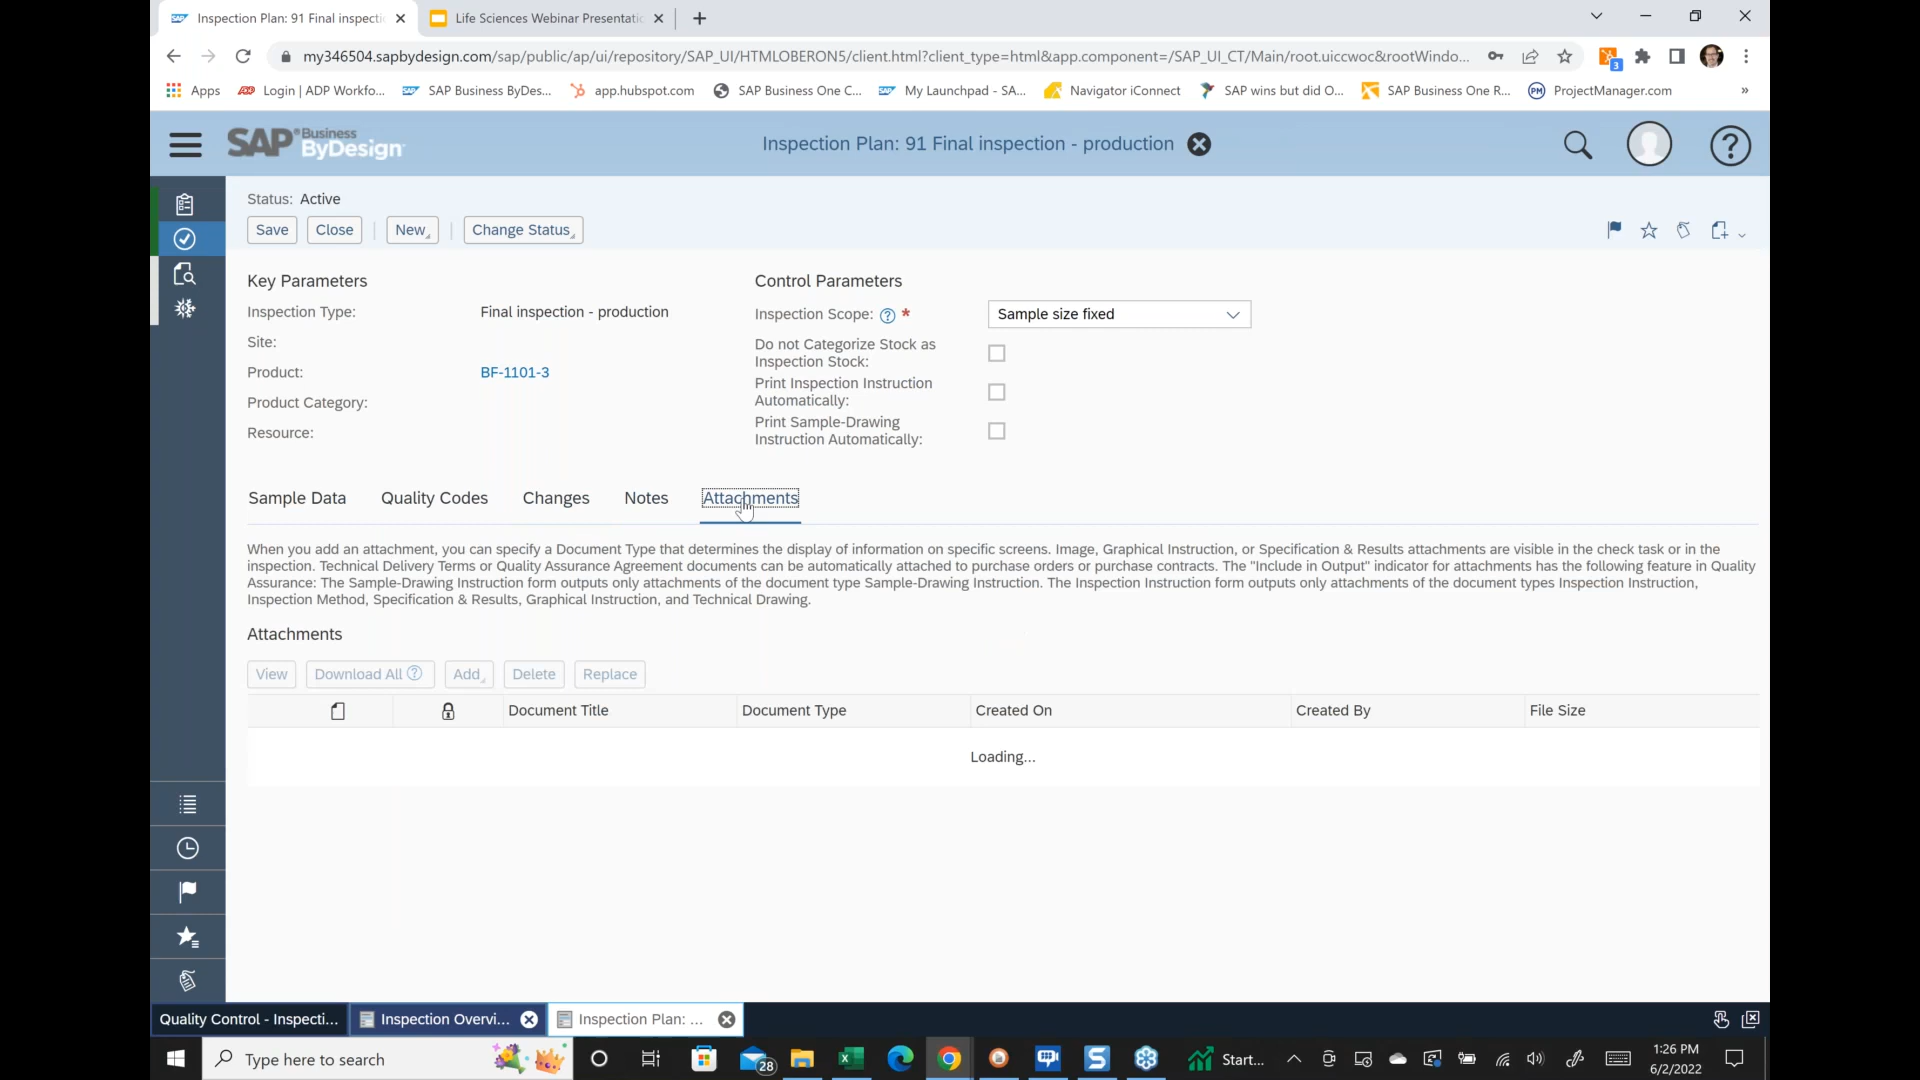 Inspection Plan: 91 Final inspecti
Life Sciences Webinar Presentati
my346504.sapbydesign.com/sap/public/ap/ui/repository/SAP_UI/HTMLOBERON5/client.html?client_type=html&app.component=/SAP_UI_CT/Main/root.uiccwoc&rootWindo...
3
Apps
Login | ADP Workfo...
SAP Business ByDes...
app.hubspot.com
SAP Business One C...
My Launchpad - SA...
Navigator iConnect
SAP wins but did O...
SAP Business One R...
PM ProjectManager.com
»
SAP Business ByDesign
Inspection Plan: 91 Final inspection - production
Status: Active
Save Close New Change Status
Key Parameters
Inspection Type: Final inspection - production
Site:
Product: BF-1101-3
Product Category:
Resource:
Control Parameters
Inspection Scope: ? * Sample size fixed
Do not Categorize Stock as
Inspection Stock:
Print Inspection Instruction
Automatically:
Print Sample-Drawing
Instruction Automatically:
Sample Data Quality Codes Changes Notes Attachments
When you add an attachment, you can specify a Document Type that determines the display of information on specific screens. Image, Graphical Instruction, or Specification & Results attachments are visible in the check task or in the
inspection. Technical Delivery Terms or Quality Assurance Agreement documents can be automatically attached to purchase orders or purchase contracts. The "Include in Output" indicator for attachments has the following feature in Quality
Assurance: The Sample-Drawing Instruction form outputs only attachments of the document type Sample-Drawing Instruction. The Inspection Instruction form outputs only attachments of the document types Inspection Instruction,
Inspection Method, Specification & Results, Graphical Instruction, and Technical Drawing.
Attachments
View Download All ? Add Delete Replace
Document Title Document Type Created On Created By File Size
Loading...
Quality Control - Inspecti...
Inspection Overvi...
Inspection Plan: ...
Type here to search
28
Start...
1:26 PM
6/2/2022